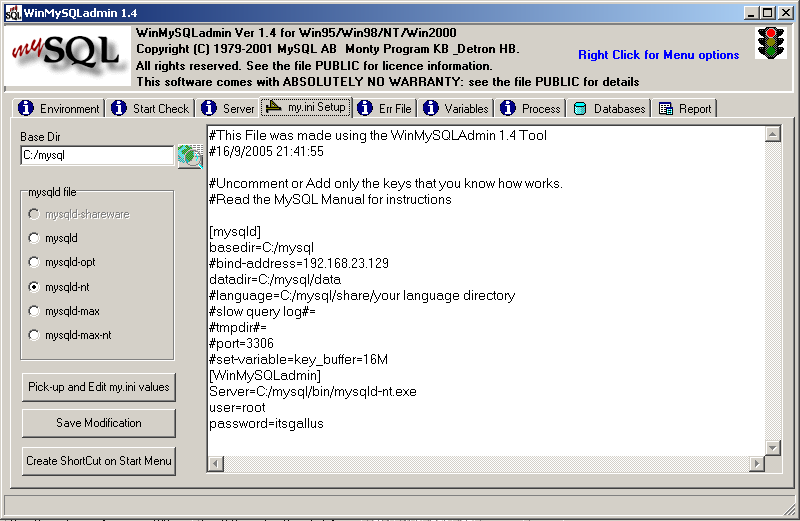 WinMySQLadmin 1.4
mySQL
WinMySQLadmin Ver 1.4 for Win95/Win98/NT/Win2000
Copyright (C) 1979-2001 MySQL AB  Monty Program KB _Detron HB.
All rights reserved. See the file PUBLIC for licence information.
This software comes with ABSOLUTELY NO WARRANTY: see the file PUBLIC for details
Right Click for Menu options
Environment
Start Check
Server
my.ini Setup
Err File
Variables
Process
Databases
Report
Base Dir
C:/mysql
mysqld file
mysqld-shareware
mysqld
mysqld-opt
mysqld-nt
mysqld-max
mysqld-max-nt
Pick-up and Edit my.ini values
Save Modification
Create ShortCut on Start Menu
#This File was made using the WinMySQLAdmin 1.4 Tool
#16/9/2005 21:41:55
#Uncomment or Add only the keys that you know how works.
#Read the MySQL Manual for instructions
[mysqld]
basedir=C:/mysql
#bind-address=192.168.23.129
datadir=C:/mysql/data
#language=C:/mysql/share/your language directory
#slow query log#=
#tmpdir#=
#port=3306
#set-variable=key_buffer=16M
[WinMySQLadmin]
Server=C:/mysql/bin/mysqld-nt.exe
user=root
password=itsgallus